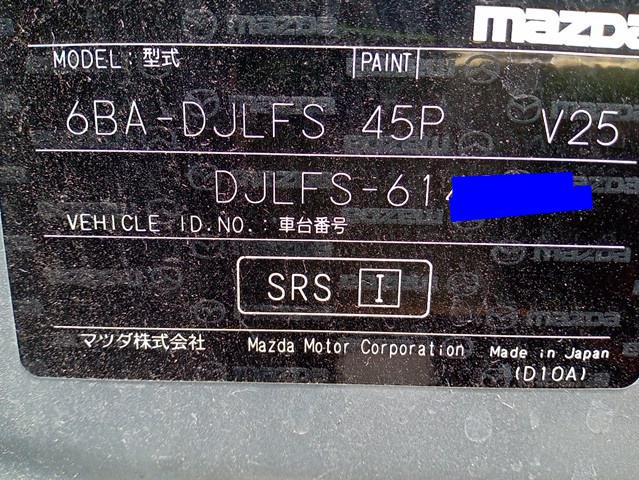 mazda
MODEL : 型式 PAINT
6BA-DJLFS 45P V25
DJLFS-61
VEHICLE ID.NO. : 車台番号
SRS I
マツダ株式会社 Mazda Motor Corporation Made in Japan
(D10A)